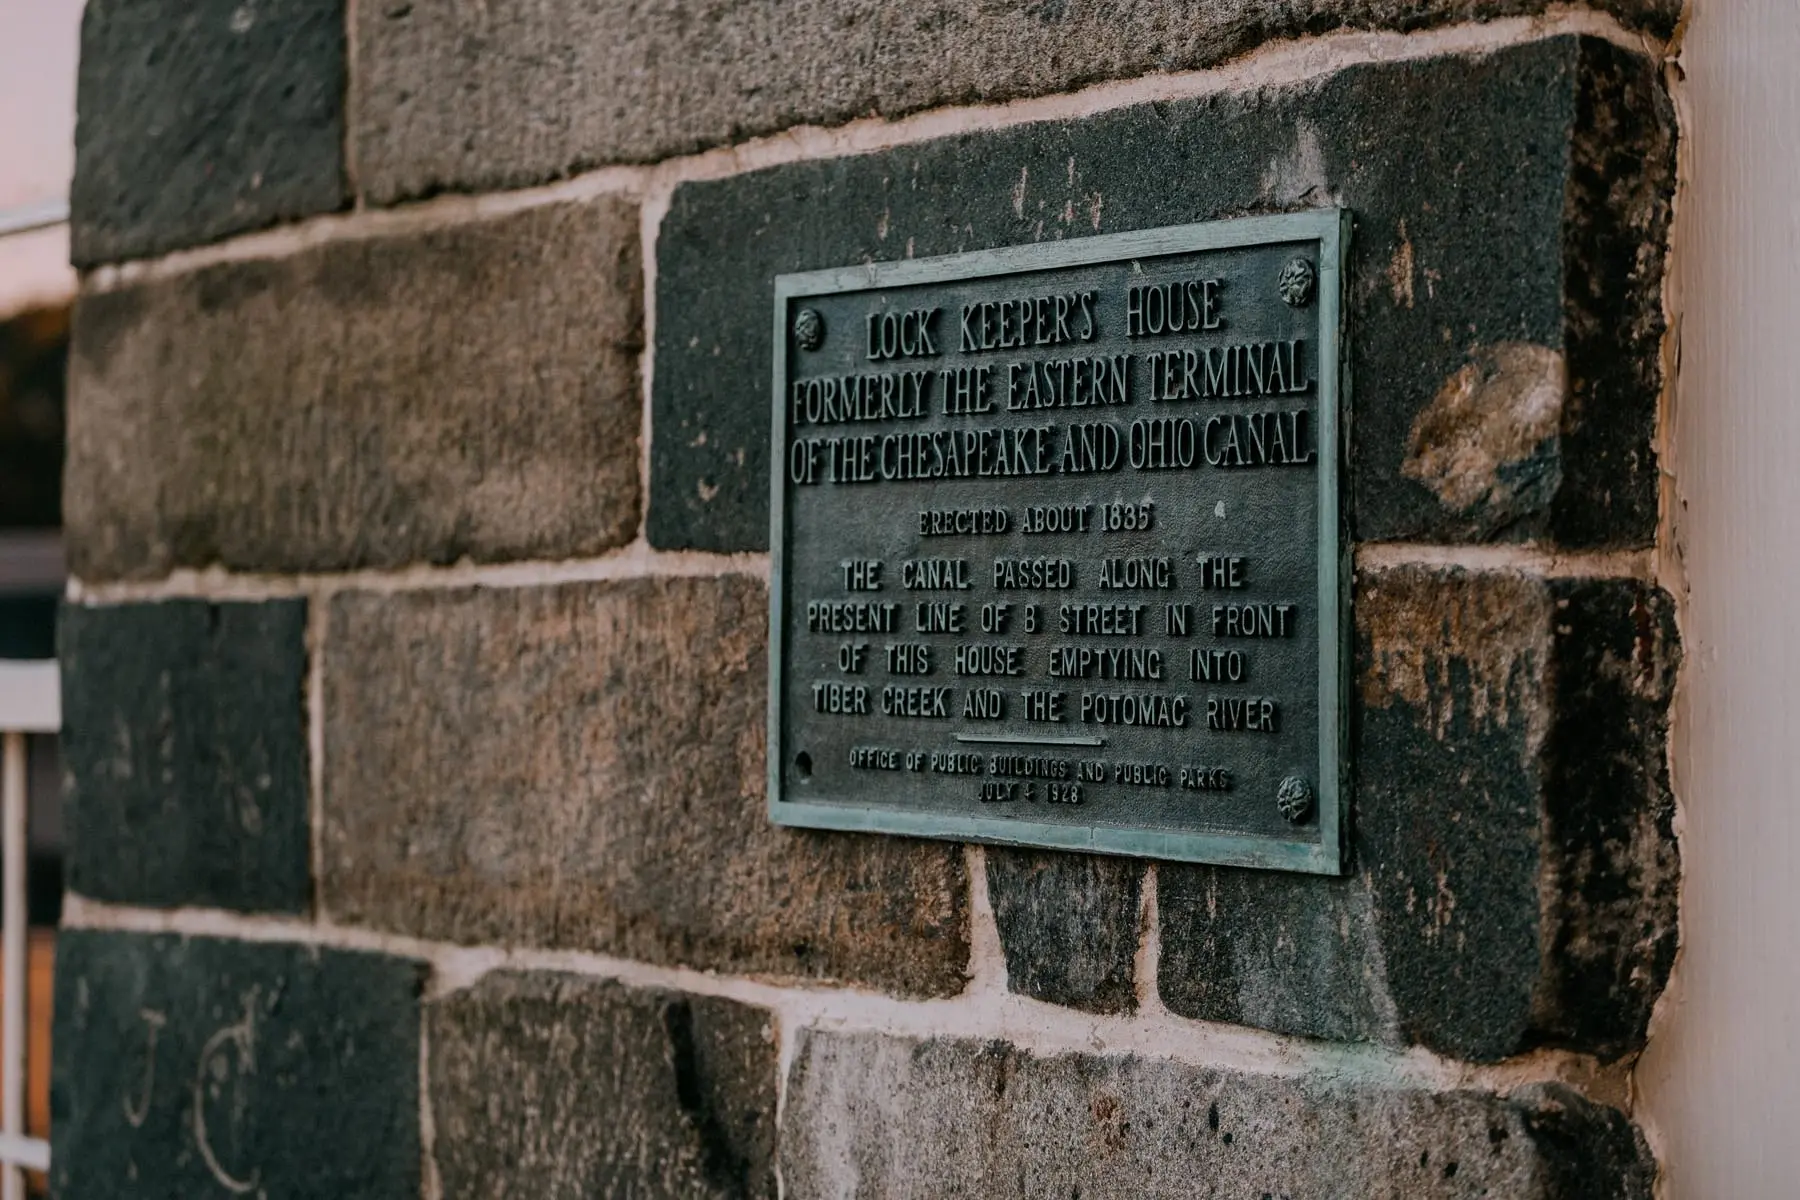 LOCK KEEPER'S HOUSE
FORMERLY THE EASTERN TERMINAL
OF THE CHESAPEAKE AND OHIO CANAL
ERECTED ABOUT 1835
THE CANAL PASSED ALONG THE
PRESENT LINE OF B STREET IN FRONT
OF THIS HOUSE EMPTYING INTO
TIBER CREEK AND THE POTOMAC RIVER
OFFICE OF PUBLIC BUILDINGS AND PUBLIC PARKS
JULY 1928